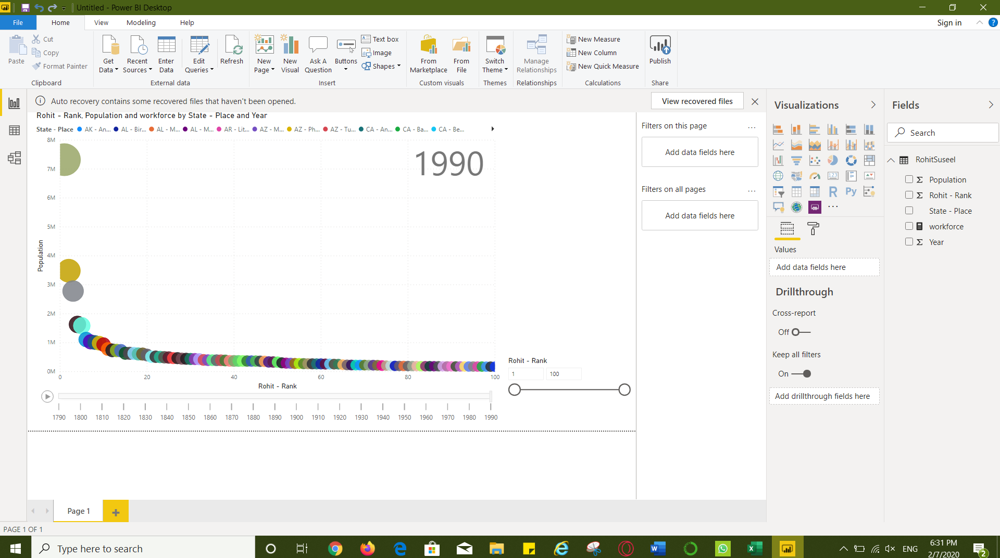 Untitled - Power BI Desktop
File Home View Modeling Help Sign in ?
Paste Cut Copy Format Painter
Clipboard
Get Data Recent Sources Enter Data Edit Queries Refresh
External data
New Page New Visual Ask A Question Buttons Text box Image Shapes
Insert
From Marketplace From File
Custom visuals
Switch Theme
Themes
Manage Relationships
Relationships
New Measure
New Column
New Quick Measure
Calculations
Publish
Share
Auto recovery contains some recovered files that haven't been opened.
View recovered files
Rohit - Rank, Population and workforce by State - Place and Year
State - Place AK - An... AL - Bir... AL - M... AL - M... AR - Lit... AZ - M... AZ - Ph... AZ - Tu... CA - An... CA - Ba... CA - Be...
1990
8M
7M
6M
5M
4M
3M
2M
1M
0M
Population
0 20 40 60 80 100
Rohit - Rank
1790 1800 1810 1820 1830 1840 1850 1860 1870 1880 1890 1900 1910 1920 1930 1940 1950 1960 1970 1980 1990
Rohit - Rank
1 100
Filters on this page ...
Add data fields here
Filters on all pages ...
Add data fields here
Visualizations
123
R Py
...
Values
Add data fields here
Drillthrough
Cross-report
Off
Keep all filters
On
Add drillthrough fields here
Fields
Search
RohitSuseel
Population
Rohit - Rank
State - Place
workforce
Year
Page 1
PAGE 1 OF 1
Type here to search
ENG
6:31 PM
2/7/2020
2